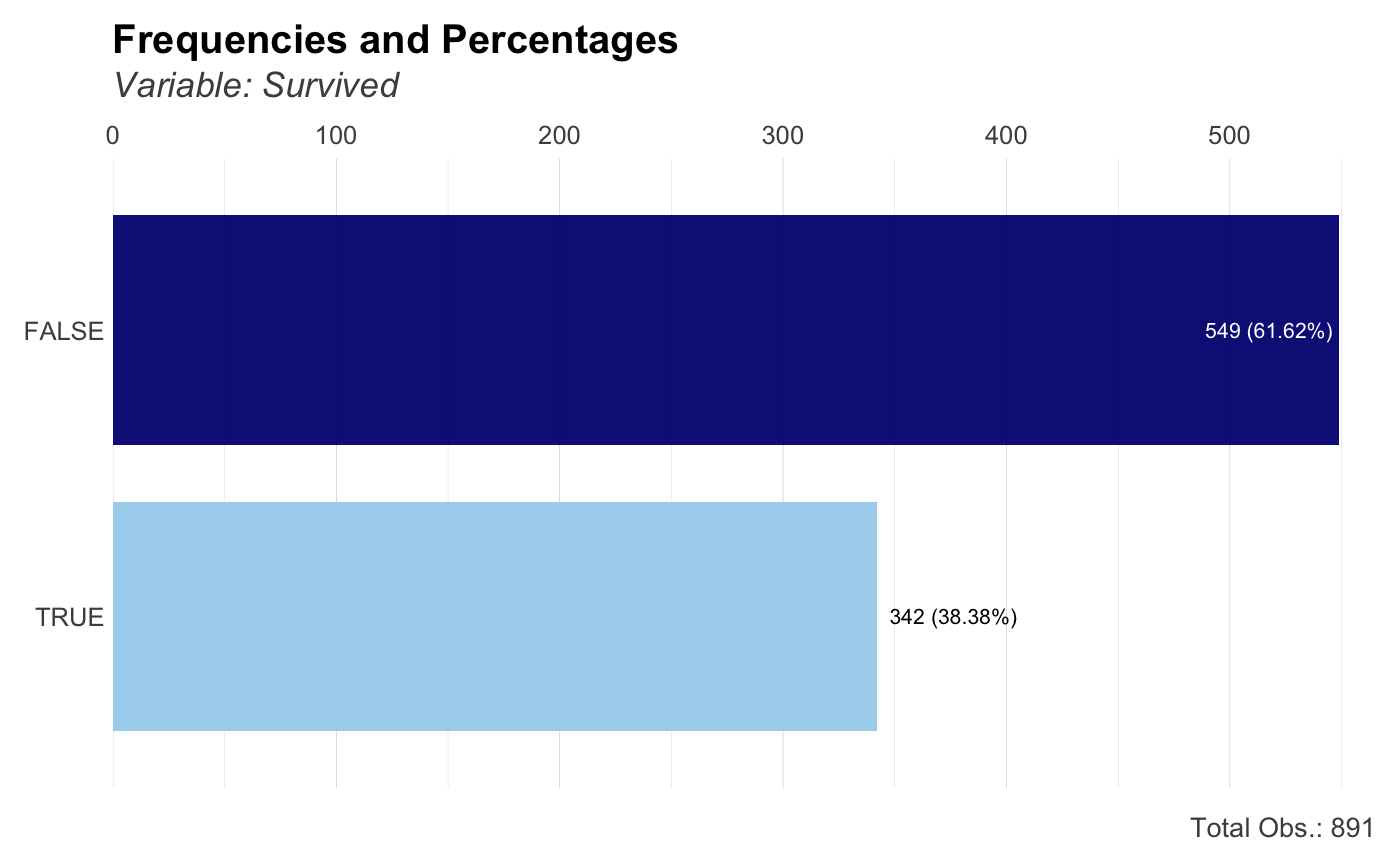 Frequencies and Percentages
Variable: Survived
0 100 200 300 400 500
FALSE 549 (61.62%)
TRUE 342 (38.38%)
Total Obs.: 891